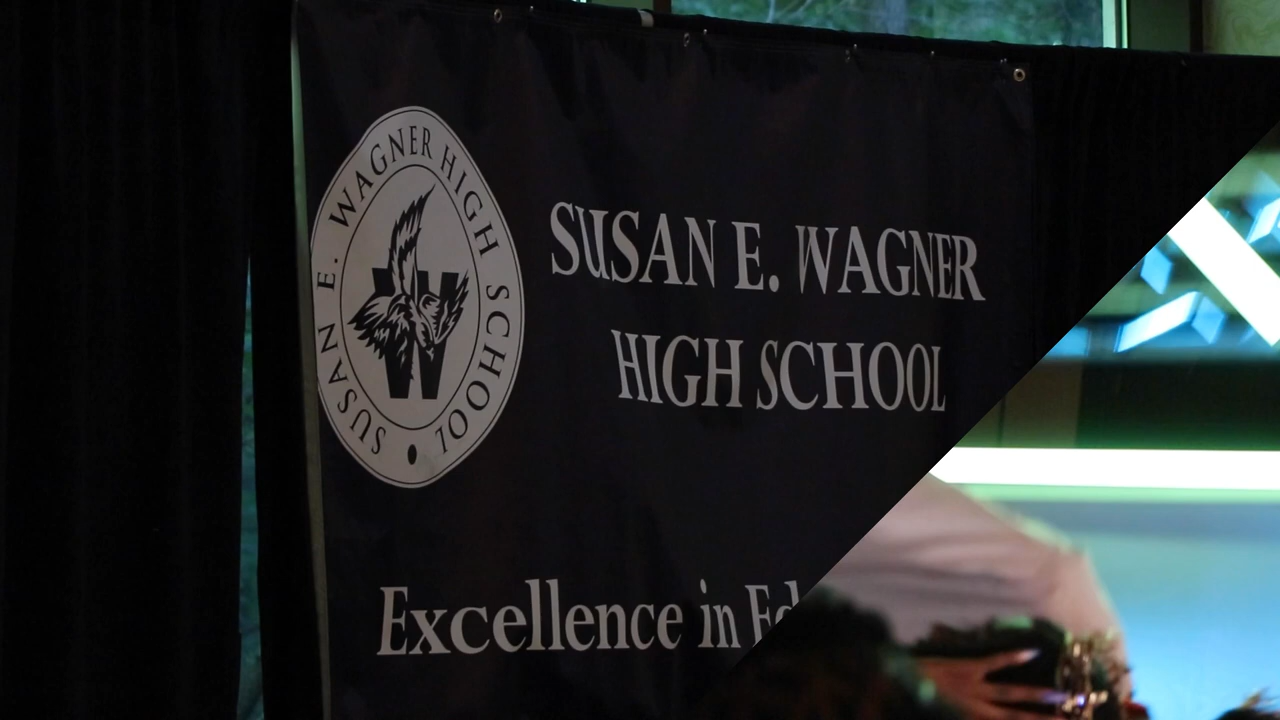 SUSAN E. WAGNER HIGH SCHOOL
W
SUSAN E. WAGNER
HIGH SCHOOL
Excellence in